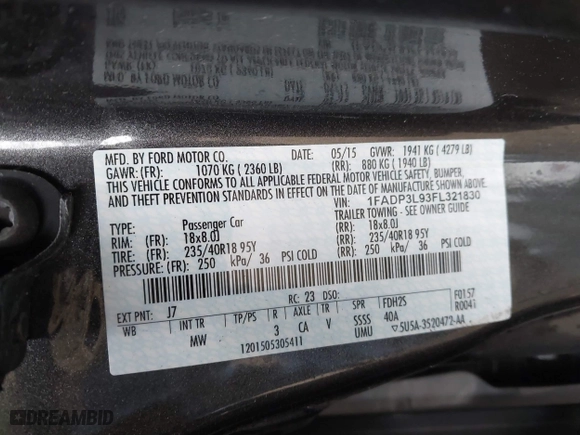 MFD. BY FORD MOTOR CO.
DATE: 05/15 GVWR: 1941 KG ( 4279 LB)
GAWR: (FR): 1070 KG ( 2360 LB) (RR): 880 KG ( 1940 LB)
THIS VEHICLE CONFORMS TO ALL APPLICABLE FEDERAL MOTOR VEHICLE SAFETY, BUMPER,
AND THEFT PREVENTION STANDARDS IN EFFECT ON THE DATE OF MANUFACTURE SHOWN ABOVE.
VIN: 1FADP3L93FL321830
TYPE: Passenger Car TRAILER TOWING - SEE OWNER GUIDE
RIM: (FR): 18x8.0J (RR): 18x8.0J
TIRE: (FR): 235/40R18 95Y (RR): 235/40R18 95Y
PRESSURE: (FR): 250 kPa/ 36 PSI COLD (RR): 250 kPa/ 36 PSI COLD
RC: 23 DSO: F0157
EXT PNT: J7 FDH2S R0041
WB INT TR TP/PS R AXLE TR SPR 40A
MW 3 CA V SSSS
1201505305411 UMU 5U5A-3520472-AA
DREAMBID